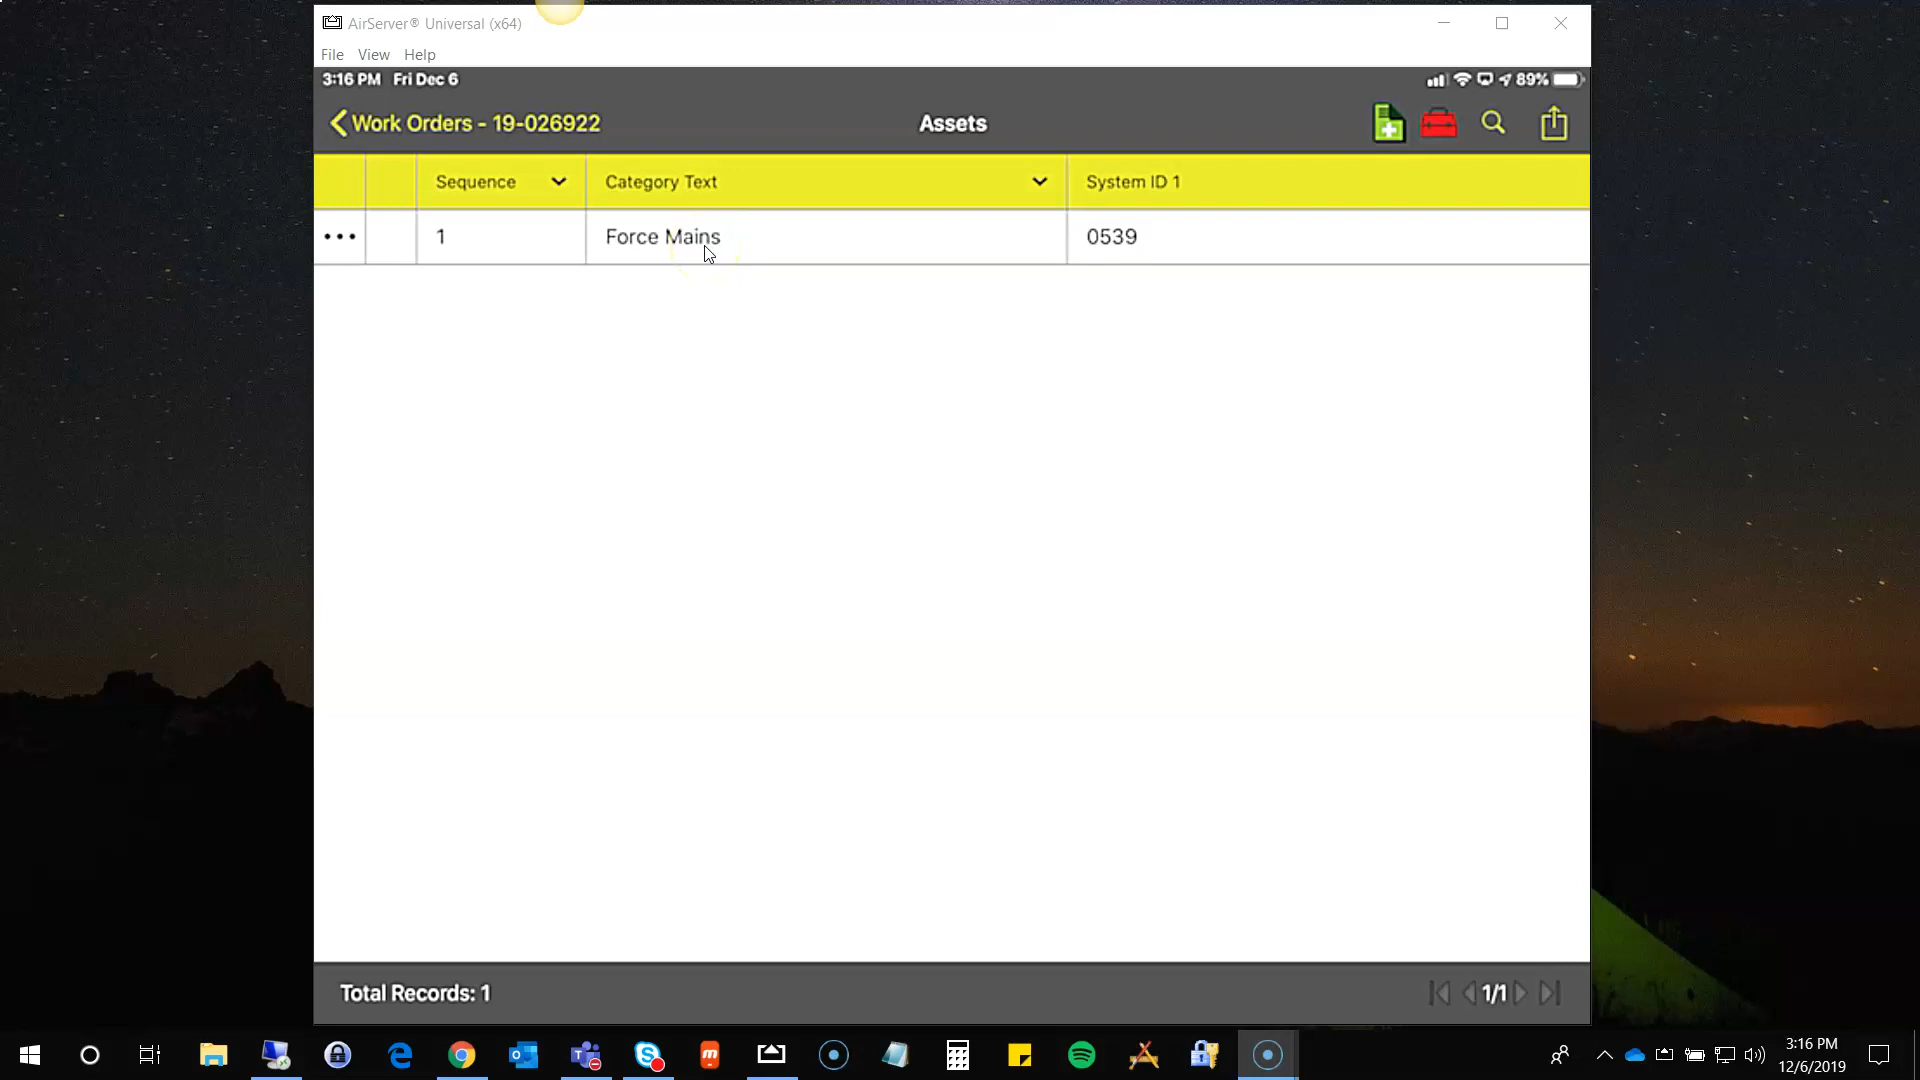 AirServer® Universal (x64)
File View Help
3:16 PM Fri Dec 6 89%
Work Orders - 19-026922 Assets
Sequence Category Text System ID 1
1 Force Mains 0539
Total Records: 1 1/1
3:16 PM
12/6/2019